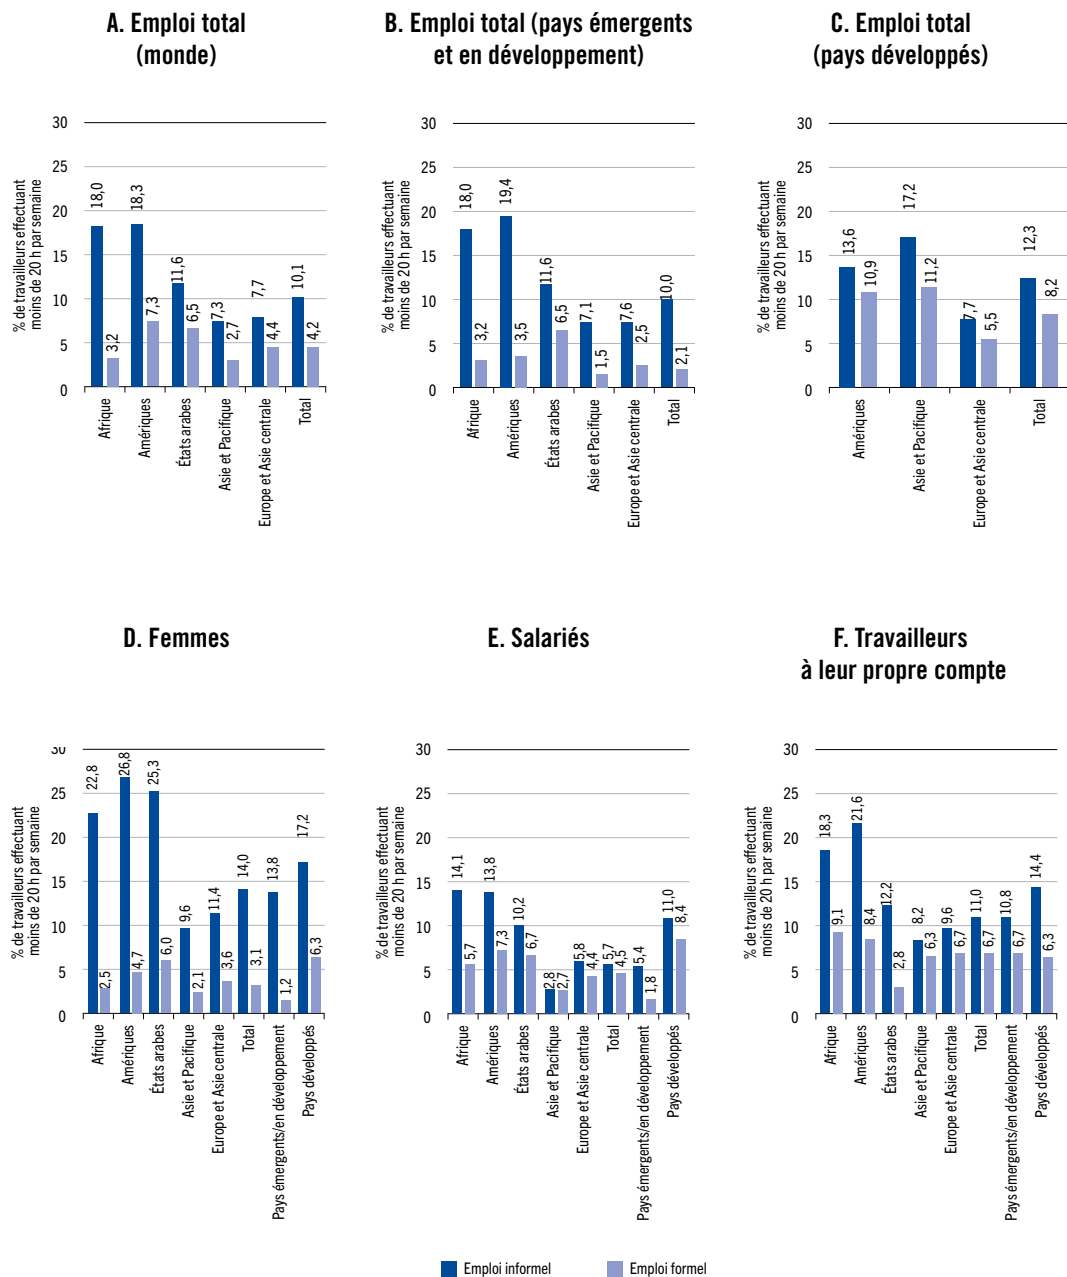 A. Emploi total
(monde)
% de travailleurs effectuant
moins de 20 h par semaine
30
25
20
15
10
5
0
18,0
3,2
18,3
7,3
11,6
6,5
7,3
2,7
7,7
4,4
10,1
4,2
Afrique
Amériques
États arabes
Asie et Pacifique
Europe et Asie centrale
Total
B. Emploi total (pays émergents
et en développement)
% de travailleurs effectuant
moins de 20 h par semaine
30
25
20
15
10
5
0
18,0
3,2
19,4
3,5
11,6
6,5
7,1
1,5
7,6
2,5
10,0
2,1
Afrique
Amériques
États arabes
Asie et Pacifique
Europe et Asie centrale
Total
C. Emploi total
(pays développés)
% de travailleurs effectuant
moins de 20 h par semaine
30
25
20
15
10
5
0
13,6
10,9
17,2
11,2
7,7
5,5
12,3
8,2
Amériques
Asie et Pacifique
Europe et Asie centrale
Total
D. Femmes
% de travailleurs effectuant
moins de 20 h par semaine
30
25
20
15
10
5
0
22,8
2,5
26,8
4,7
25,3
6,0
9,6
2,1
11,4
3,6
14,0
3,1
13,8
1,2
17,2
6,3
Afrique
Amériques
États arabes
Asie et Pacifique
Europe et Asie centrale
Total
Pays émergents/en développement
Pays développés
E. Salariés
% de travailleurs effectuant
moins de 20 h par semaine
30
25
20
15
10
5
0
14,1
5,7
13,8
7,3
10,2
6,7
2,8
2,7
5,8
4,4
5,7
4,5
5,4
1,8
11,0
8,4
Afrique
Amériques
États arabes
Asie et Pacifique
Europe et Asie centrale
Total
Pays émergents/en développement
Pays développés
F. Travailleurs
à leur propre compte
% de travailleurs effectuant
moins de 20 h par semaine
30
25
20
15
10
5
0
18,3
9,1
21,6
8,4
12,2
2,8
8,2
6,3
9,6
6,7
11,0
6,7
10,8
6,7
14,4
6,3
Afrique
Amériques
États arabes
Asie et Pacifique
Europe et Asie centrale
Total
Pays émergents/en développement
Pays développés
Emploi informel
Emploi formel